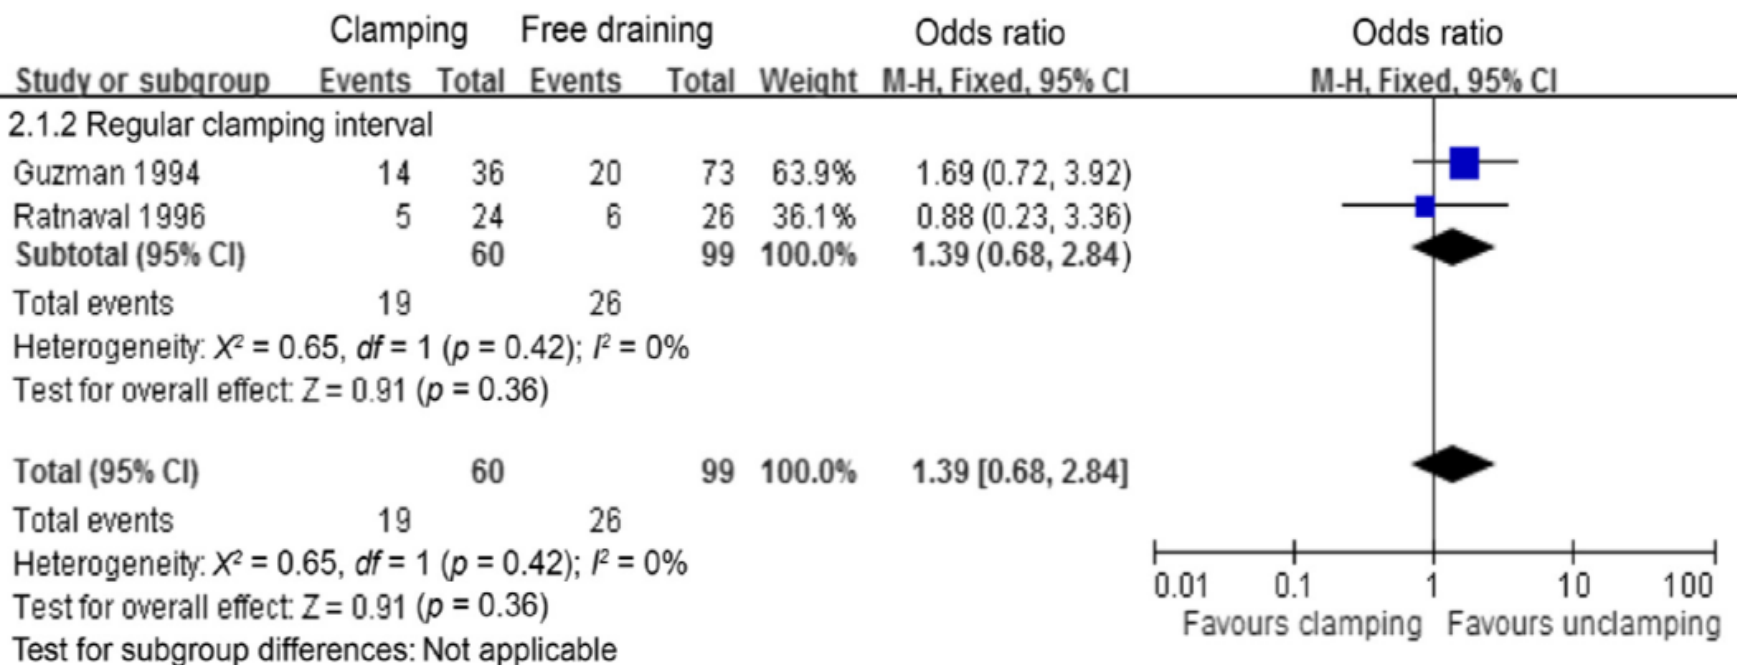 Clamping Free draining Odds ratio Odds ratio
Study or subgroup Events Total Events Total Weight M-H, Fixed, 95% CI M-H, Fixed, 95% CI
2.1.2 Regular clamping interval
Guzman 1994 14 36 20 73 63.9% 1.69 (0.72, 3.92)
Ratnaval 1996 5 24 6 26 36.1% 0.88 (0.23, 3.36)
Subtotal (95% CI) 60 99 100.0% 1.39 (0.68, 2.84)
Total events 19 26
Heterogeneity: X² = 0.65, df = 1 (p = 0.42); I² = 0%
Test for overall effect: Z = 0.91 (p = 0.36)
Total (95% CI) 60 99 100.0% 1.39 [0.68, 2.84]
Total events 19 26
Heterogeneity: X² = 0.65, df = 1 (p = 0.42); I² = 0%
Test for overall effect: Z = 0.91 (p = 0.36)
Test for subgroup differences: Not applicable
0.01 0.1 1 10 100
Favours clamping Favours unclamping